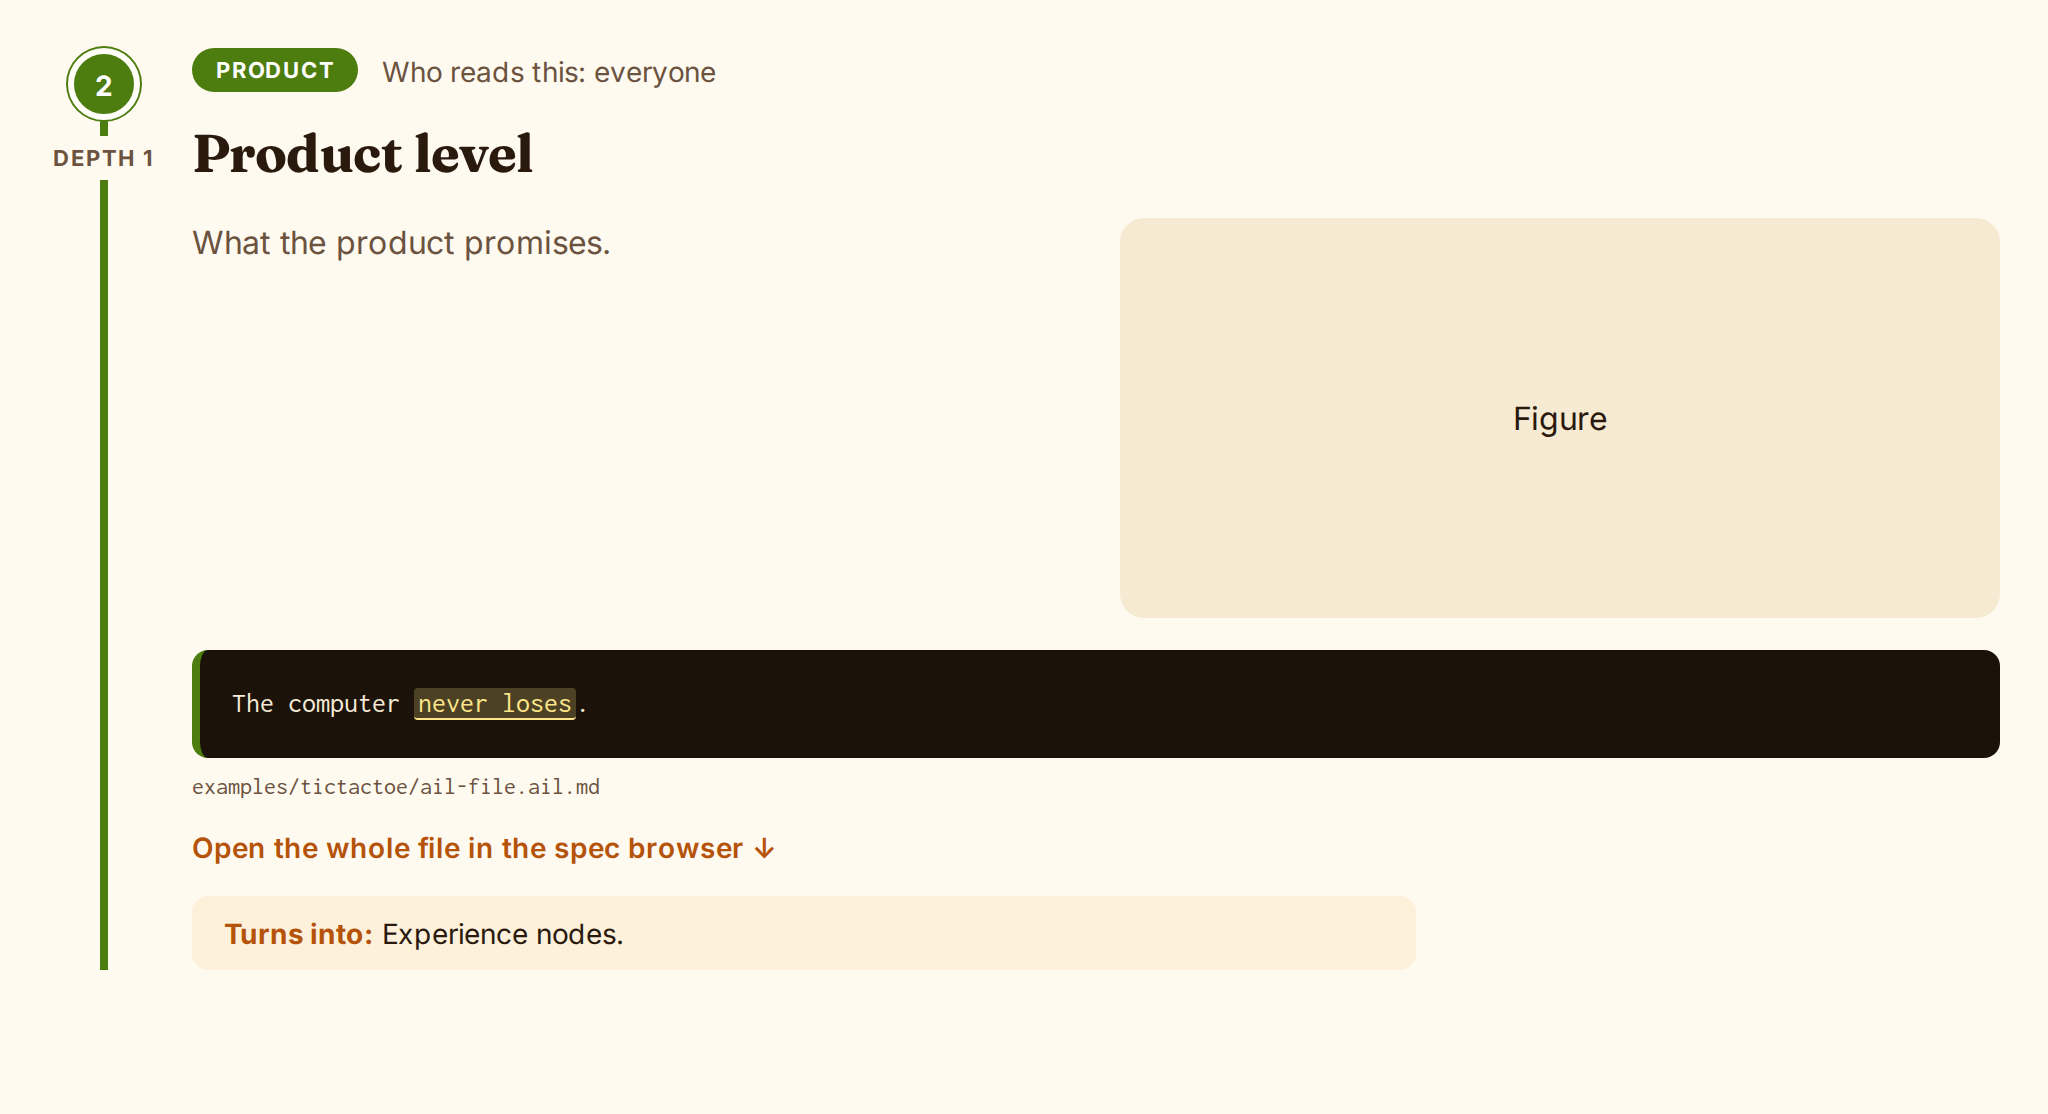 2
PRODUCT Who reads this: everyone
DEPTH 1
Product level
What the product promises.
Figure
The computer never loses.
examples/tictactoe/ail-file.ail.md
Open the whole file in the spec browser ↓
Turns into: Experience nodes.